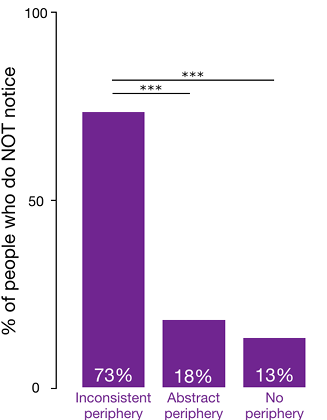 % of people who do NOT notice
100
50
0
***
***
73%
18%
13%
Inconsistent
periphery
Abstract
periphery
No
periphery